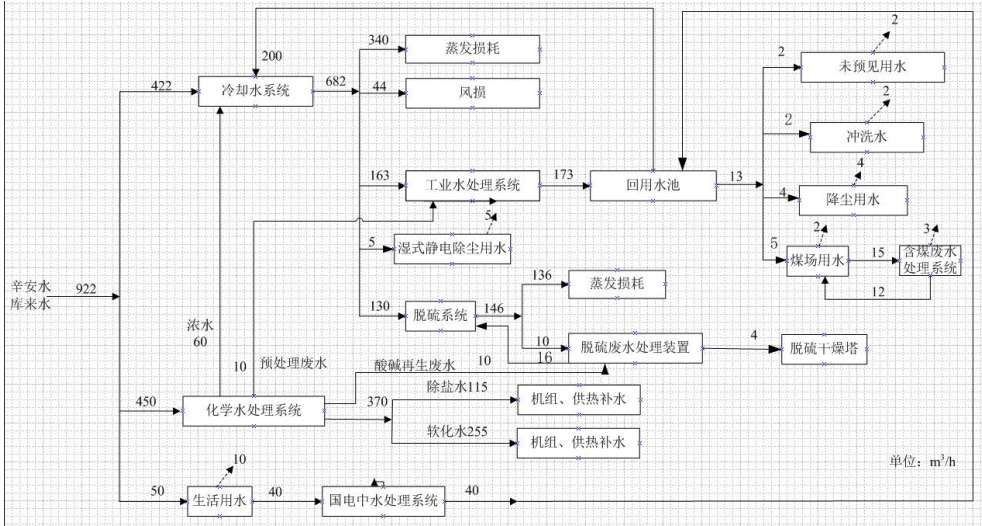 340
蒸发损耗
2
2
未预见用水
200
422
冷却水系统
682
44
风损
2
2
冲洗水
163
工业水处理系统
173
回用水池
13
4
4
降尘用水
5
5
湿式静电除尘用水
5
2
煤场用水
15
3
含煤废水
处理系统
12
辛安水
库来水
922
130
脱硫系统
146
136
蒸发损耗
浓水
60
10
预处理废水
10
16
脱硫废水处理装置
4
脱硫干燥塔
酸碱再生废水
10
450
化学水处理系统
370
除盐水115
机组、供热补水
软化水255
机组、供热补水
单位：m³/h
50
生活用水
10
40
国电中水处理系统
40